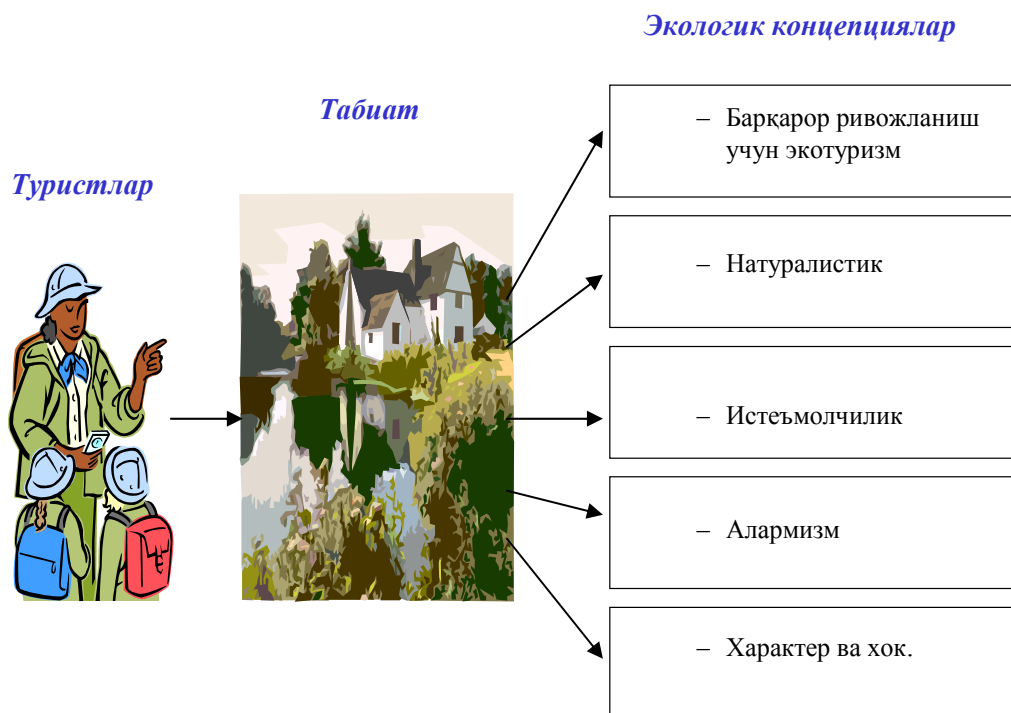 Экологик концепциялар
Табиат
Туристлар
– Барқарор ривожланиш
учун экотуризм
– Натуралистик
– Истеъмолчилик
– Алармизм
– Характер ва хок.